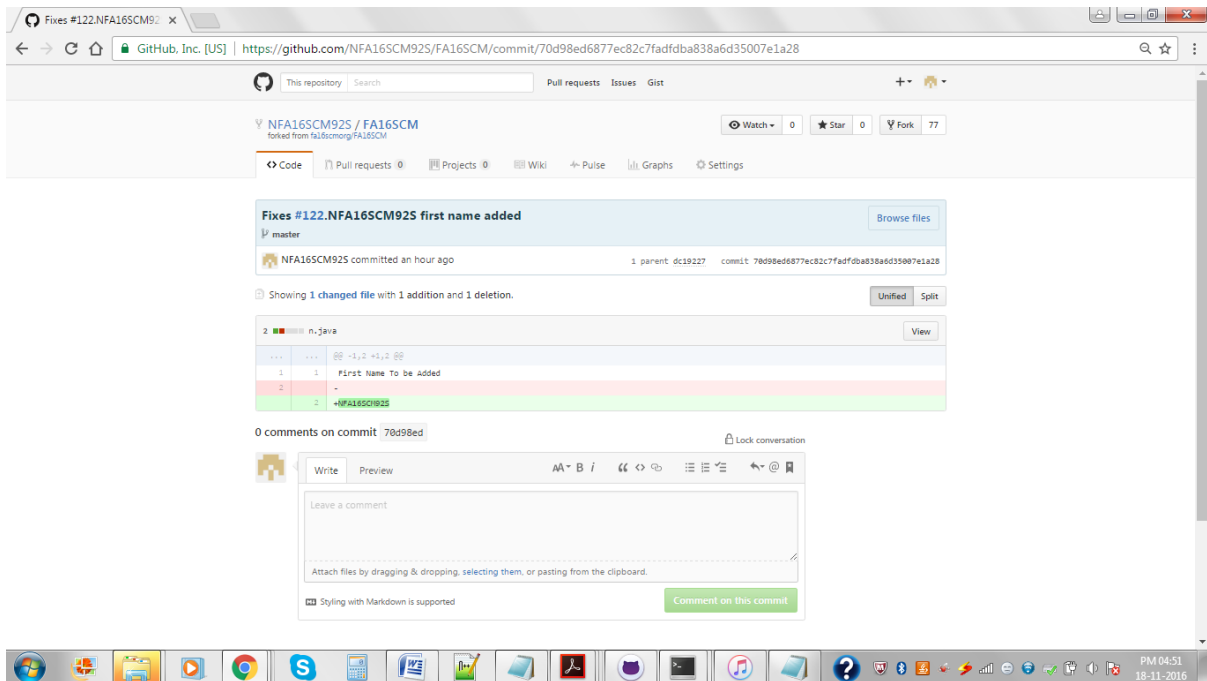 Fixes #122.NFA16SCM92
GitHub, Inc. [US] https://github.com/NFA16SCM92S/FA16SCM/commit/70d98ed6877ec82c7fadfdba838a6d35007e1a28
This repository Search Pull requests Issues Gist
NFA16SCM92S / FA16SCM Watch 0 Star 0 Fork 77
forked from fa16scmorg/FA16SCM
Code Pull requests 0 Projects 0 Wiki Pulse Graphs Settings
Fixes #122.NFA16SCM92S first name added Browse files
master
NFA16SCM92S committed an hour ago 1 parent dc19227 commit 70d98ed6877ec82c7fadfdba838a6d35007e1a28
Showing 1 changed file with 1 addition and 1 deletion. Unified Split
2 n.java View
... ... @@ -1,2 +1,2 @@
1 1 First Name To be Added
2 -
2 +NFA16SCM92S
0 comments on commit 70d98ed Lock conversation
Write Preview AA B i “ <> @
Leave a comment
Attach files by dragging & dropping, selecting them, or pasting from the clipboard.
Styling with Markdown is supported Comment on this commit
PM 04:51
18-11-2016